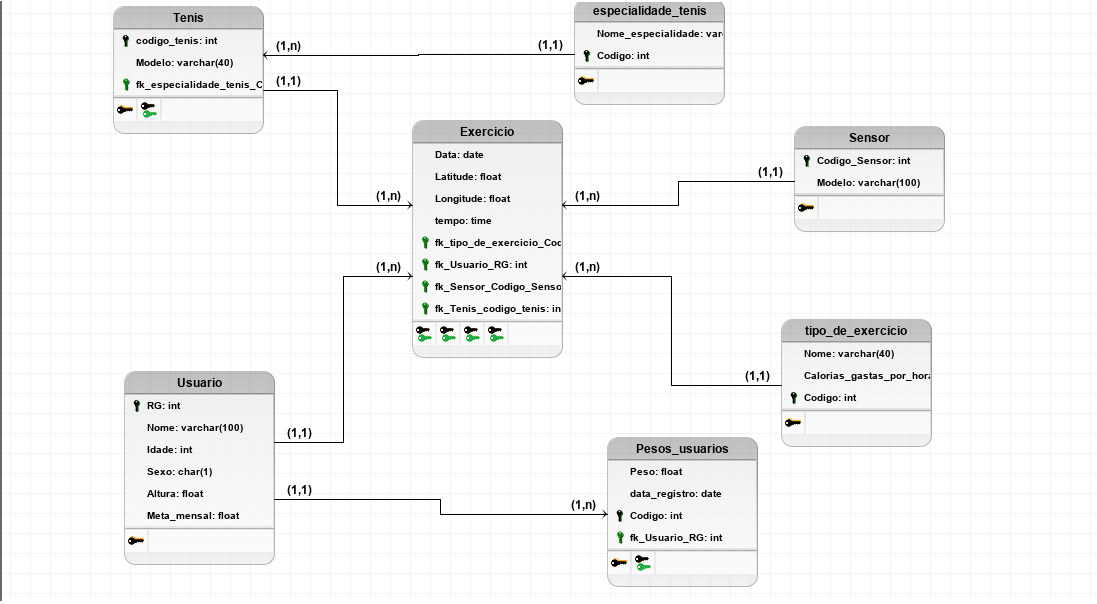 Tenis
codigo_tenis: int
Modelo: varchar(40)
fk_especialidade_tenis_C
(1,n)
(1,1)
(1,1)
especialidade_tenis
Nome_especialidade: var
Codigo: int
Exercicio
Data: date
Latitude: float
Longitude: float
tempo: time
fk_tipo_de_exercicio_Coc
fk_Usuario_RG: int
fk_Sensor_Codigo_Senso
fk_Tenis_codigo_tenis: in
(1,n)
(1,n)
(1,n)
(1,n)
Sensor
Codigo_Sensor: int
Modelo: varchar(100)
(1,1)
tipo_de_exercicio
Nome: varchar(40)
Calorias_gastas_por_hora
Codigo: int
(1,1)
Usuario
RG: int
Nome: varchar(100)
Idade: int
Sexo: char(1)
Altura: float
Meta_mensal: float
(1,1)
(1,1)
(1,n)
Pesos_usuarios
Peso: float
data_registro: date
Codigo: int
fk_Usuario_RG: int